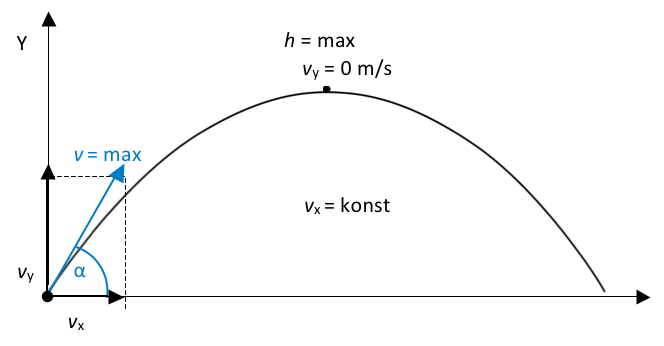 Y
h = max
vy = 0 m/s
v = max
vx = konst
vy
α
vx